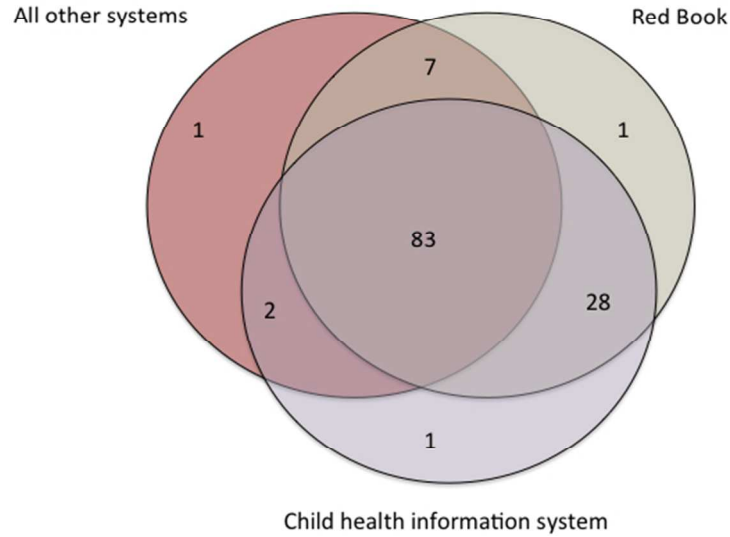 All other systems
Red Book
7
1
1
83
2
28
1
Child health information system